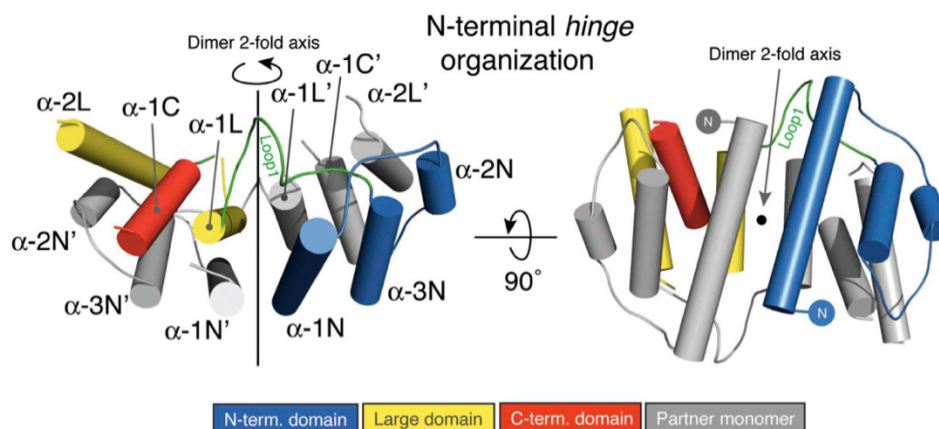 N-terminal hinge
organization
Dimer 2-fold axis
α-1C'
α-2L
α-1C
α-1L
α-1L'
α-2L'
Loop1
α-2N
α-2N'
α-3N'
α-1N'
α-1N
α-3N
90°
Dimer 2-fold axis
N
Loop1
N
N-term. domain
Large domain
C-term. domain
Partner monomer